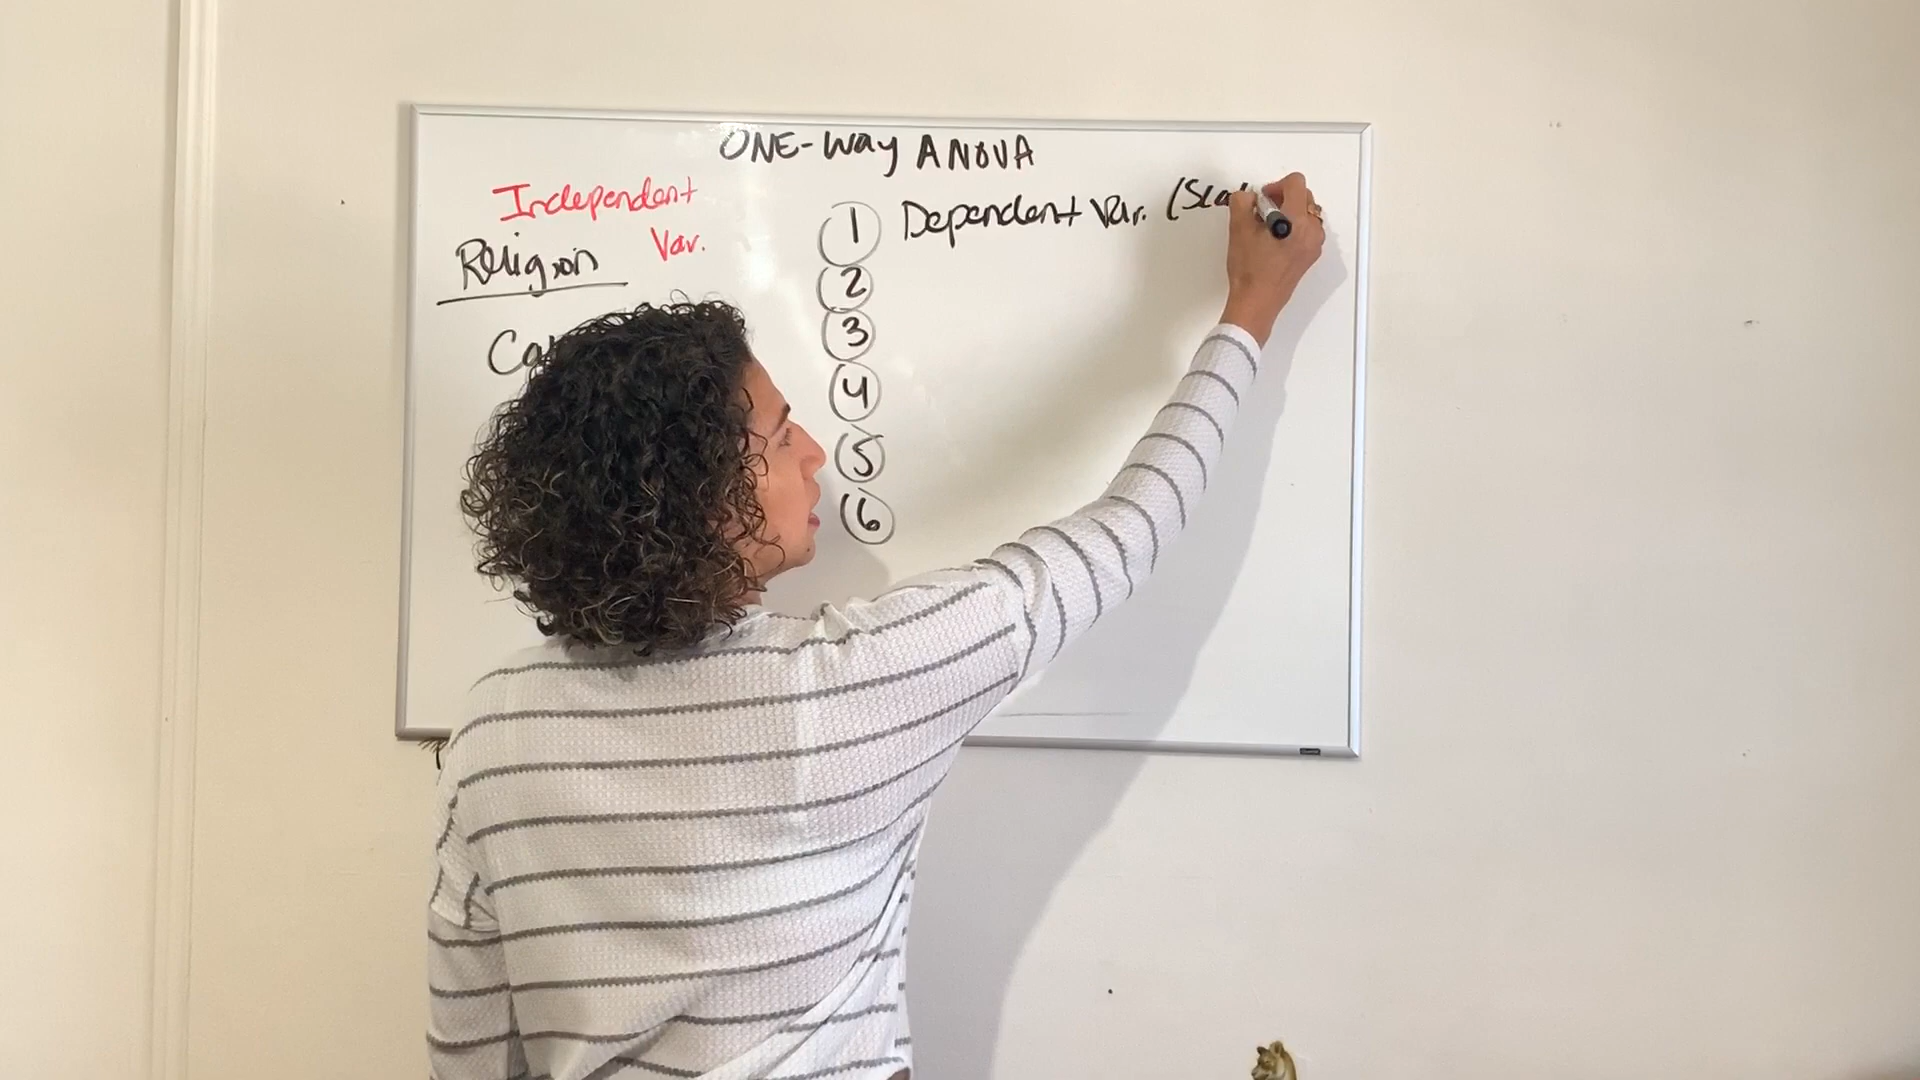 ONE-Way ANOVA
Independent
Var.
Religion
1 Dependent Var.
2
3
4
5
6